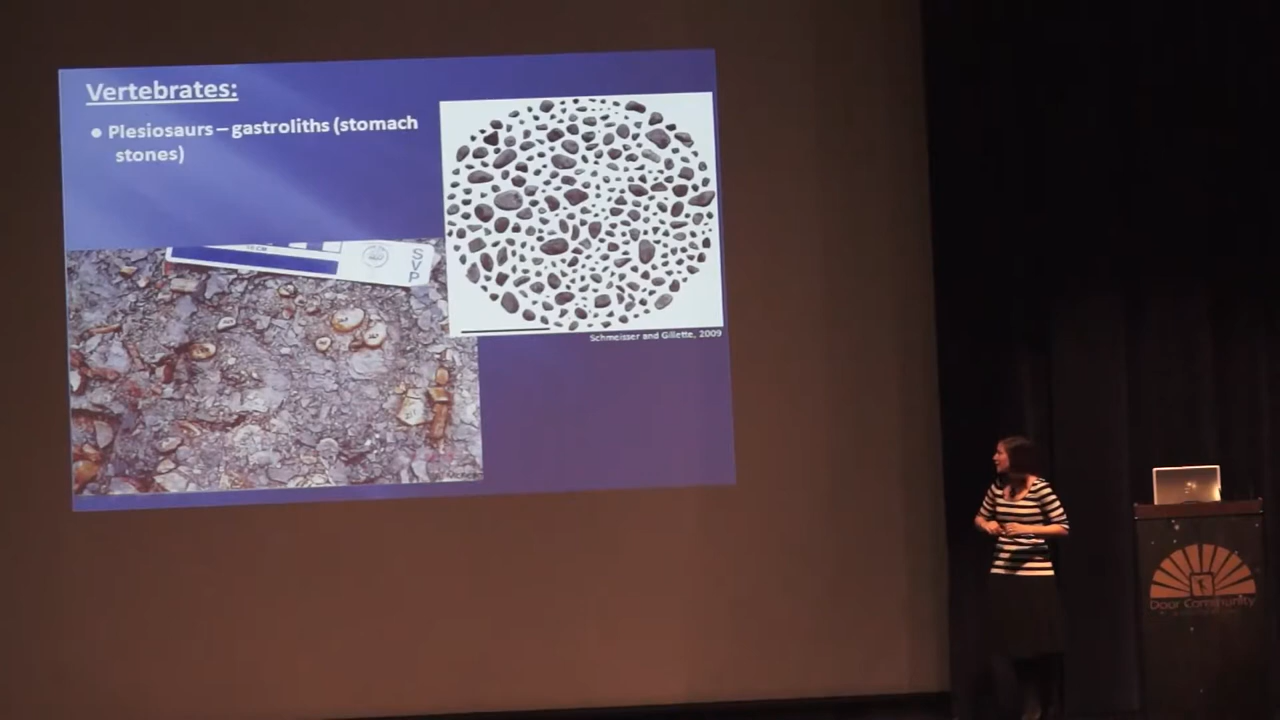 Vertebrates:
● Plesiosaurs – gastroliths (stomach
stones)
SVP
Schmeisser and Gillette, 2009
Door Community